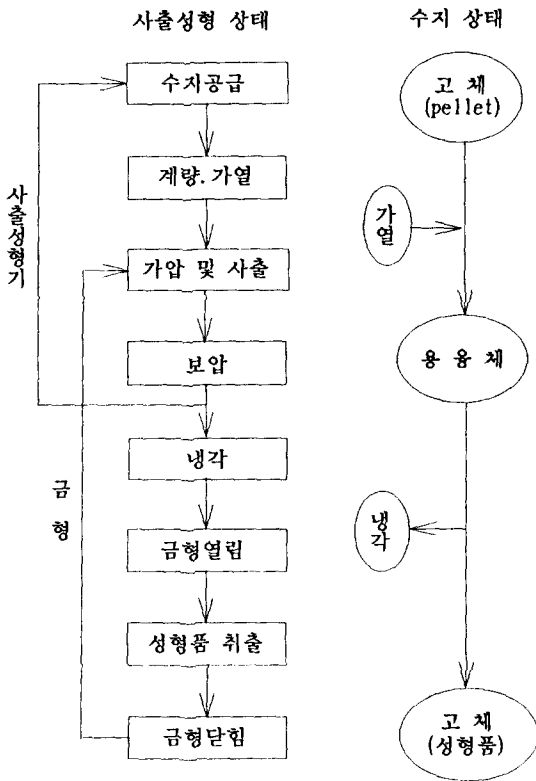 사출성형 상태
수지공급
계량.가열
가압 및 사출
보압
냉각
금형열림
성형품 취출
금형닫힘
사출성형기
금형
수지 상태
고 체
(pellet)
가열
용 융 체
냉각
고 체
(성형품)